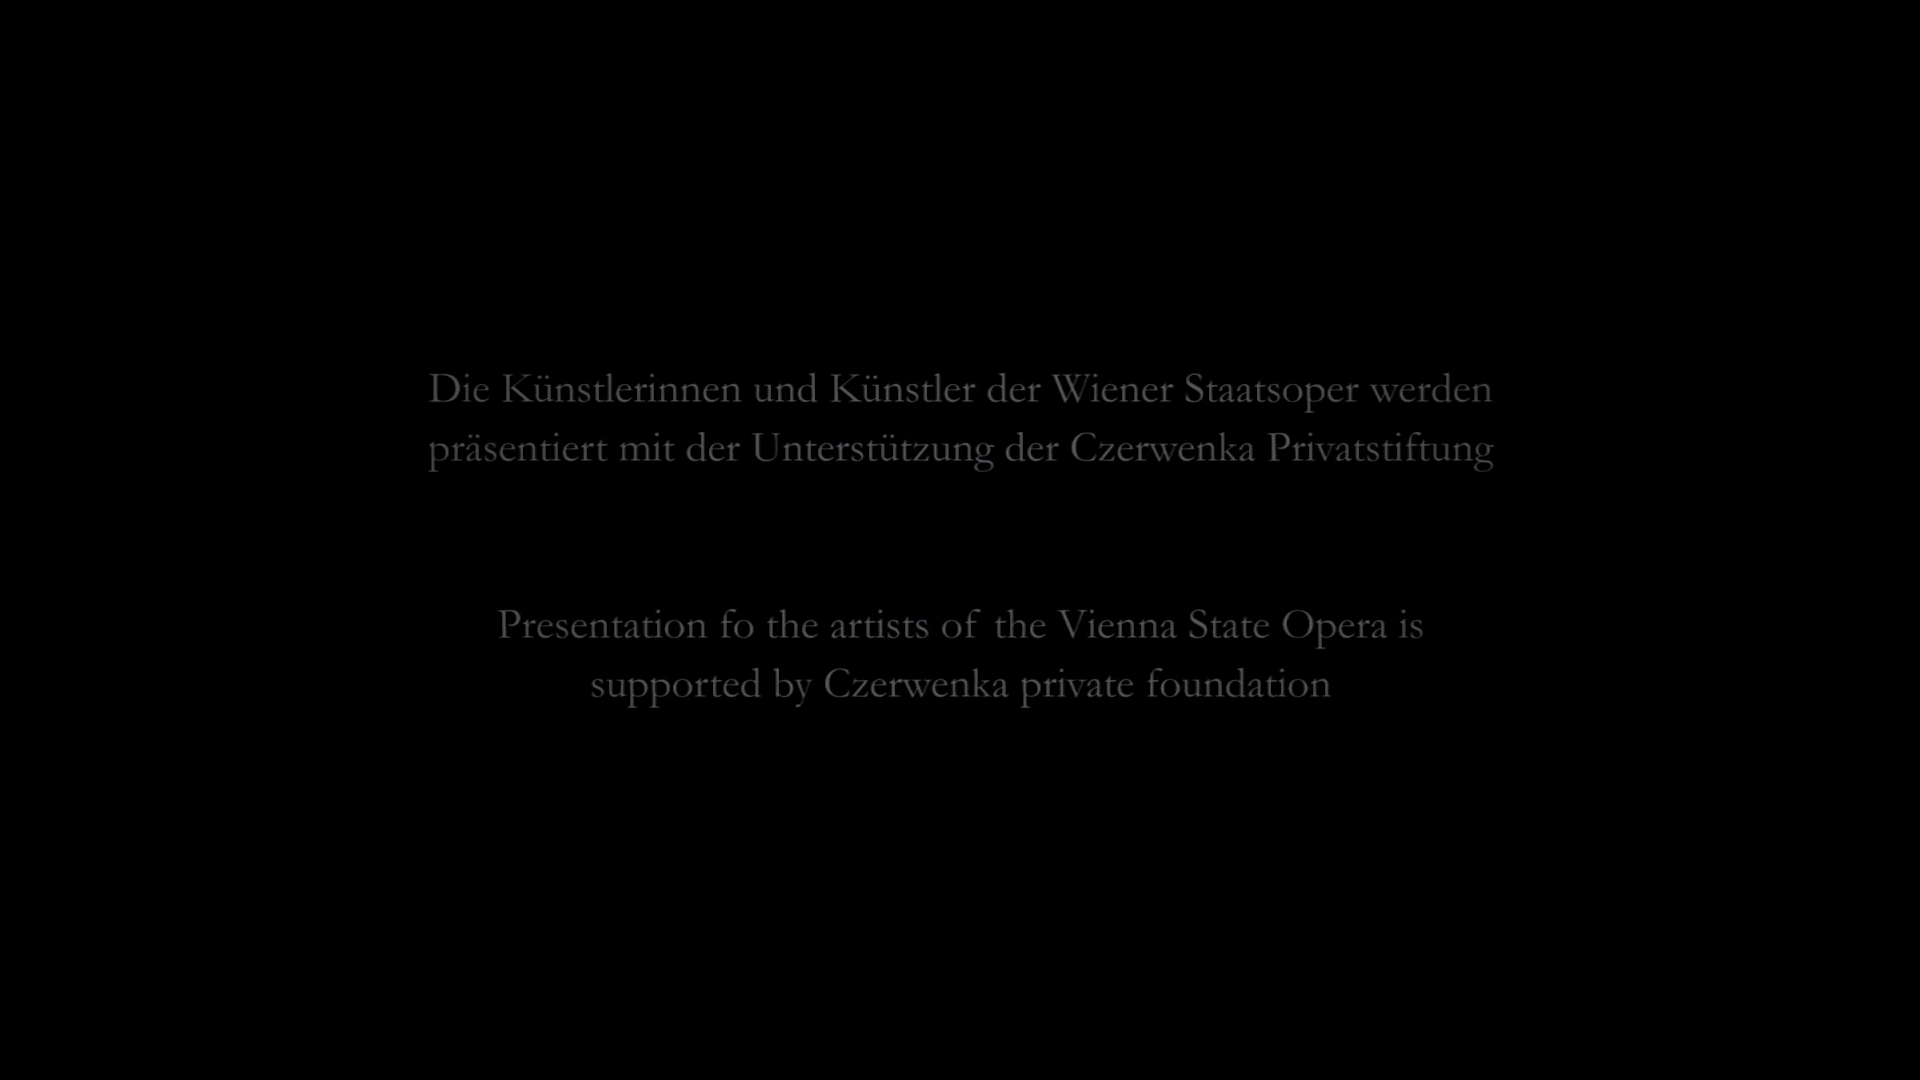 Die Künstlerinnen und Künstler der Wiener Staatsoper werden
präsentiert mit der Unterstützung der Czerwenka Privatstiftung
Presentation fo the artists of the Vienna State Opera is
supported by Czerwenka private foundation